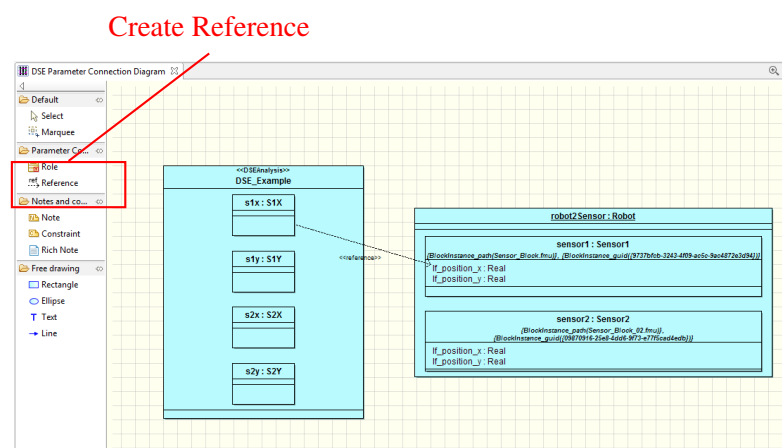 Create Reference
DSE Parameter Connection Diagram
Default
Select
Marquee
Parameter Co...
Role
ref Reference
Notes and co...
Note
Constraint
Rich Note
Free drawing
Rectangle
Ellipse
T Text
Line
<<DSEAnalysis>>
DSE_Example
s1x : S1X
s1y : S1Y
s2x : S2X
s2y : S2Y
<<reference>>
robot2Sensor : Robot
sensor1 : Sensor1
{BlockInstance_path(Sensor_Block.fmu)}, {BlockInstance_guid({9737bfcb-3243-4f09-ac5c-9ac4872e3d94})}
lf_position_x : Real
lf_position_y : Real
sensor2 : Sensor2
{BlockInstance_path(Sensor_Block_02.fmu)},
{BlockInstance_guid({09870916-25e8-4dd6-9f73-e77f5cad4edb})}
lf_position_x : Real
lf_position_y : Real